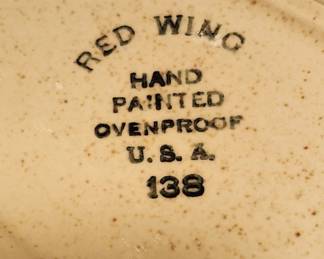 RED WING
HAND
PAINTED
OVENPROOF
U. S. A.
138